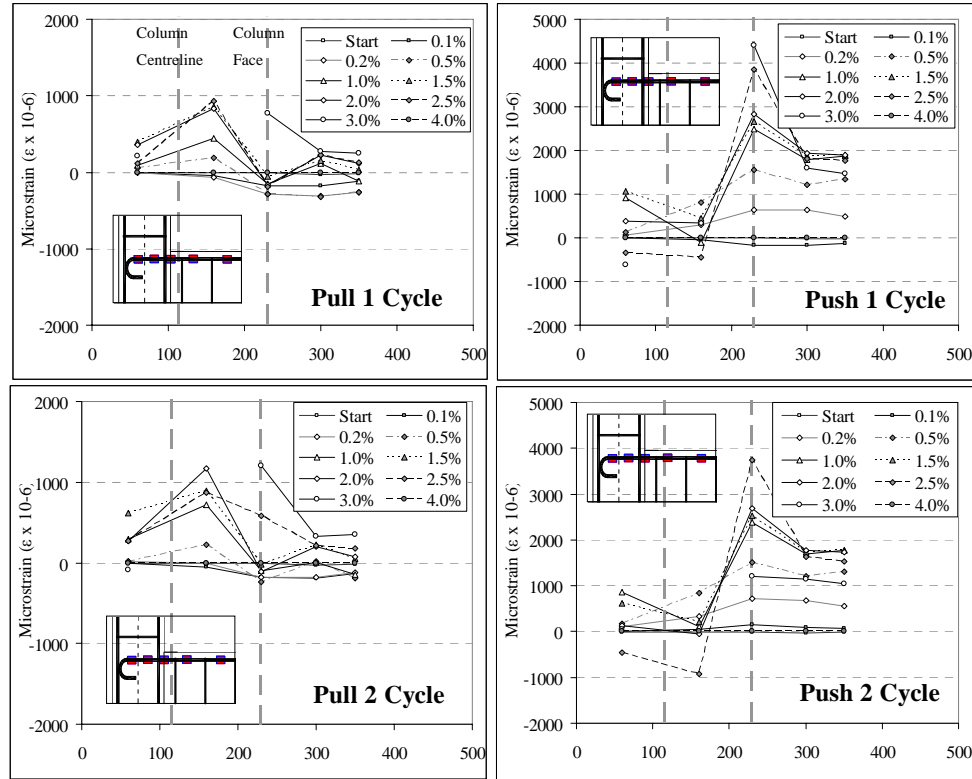 2000
1000
0
-1000
-2000
Microstrain (ε x 10-6)
Column Centreline
Column Face
Start 0.1%
0.2% 0.5%
1.0% 1.5%
2.0% 2.5%
3.0% 4.0%
Pull 1 Cycle
0 100 200 300 400 500
5000
4000
3000
2000
1000
0
-1000
-2000
Microstrain (ε x 10-6)
Start 0.1%
0.2% 0.5%
1.0% 1.5%
2.0% 2.5%
3.0% 4.0%
Push 1 Cycle
0 100 200 300 400 500
2000
1000
0
-1000
-2000
Microstrain (ε x 10-6)
Start 0.1%
0.2% 0.5%
1.0% 1.5%
2.0% 2.5%
3.0% 4.0%
Pull 2 Cycle
0 100 200 300 400 500
5000
4000
3000
2000
1000
0
-1000
-2000
Microstrain (ε x 10-6)
Start 0.1%
0.2% 0.5%
1.0% 1.5%
2.0% 2.5%
3.0% 4.0%
Push 2 Cycle
0 100 200 300 400 500